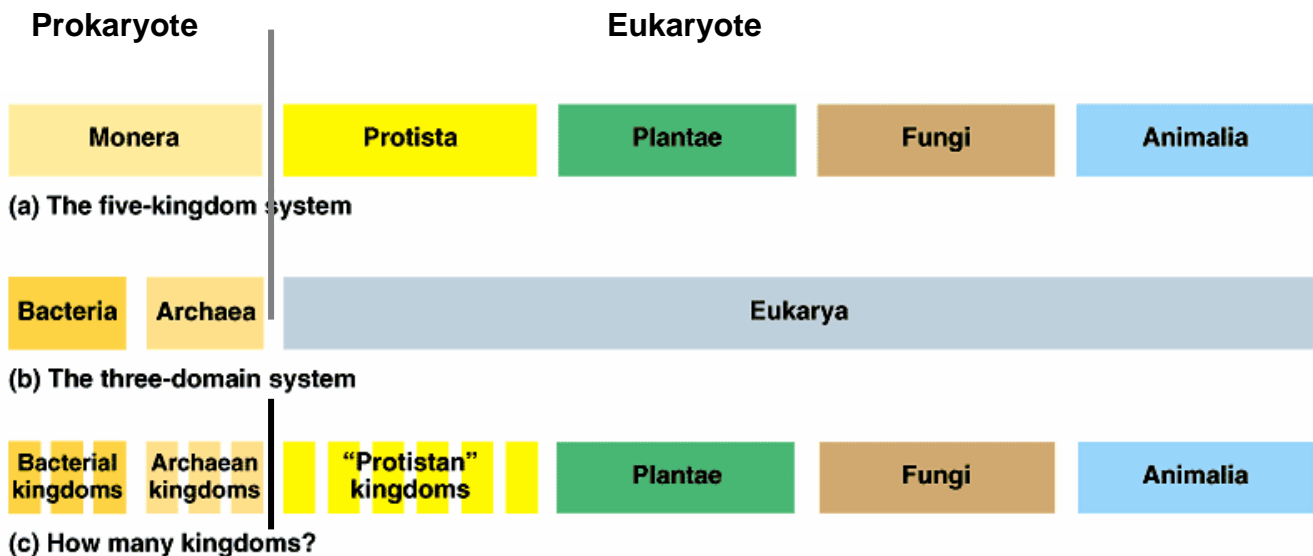 Prokaryote Eukaryote
Monera Protista Plantae Fungi Animalia
(a) The five-kingdom system
Bacteria Archaea Eukarya
(b) The three-domain system
Bacterial Archaean “Protistan” Plantae Fungi Animalia
kingdoms kingdoms kingdoms
(c) How many kingdoms?